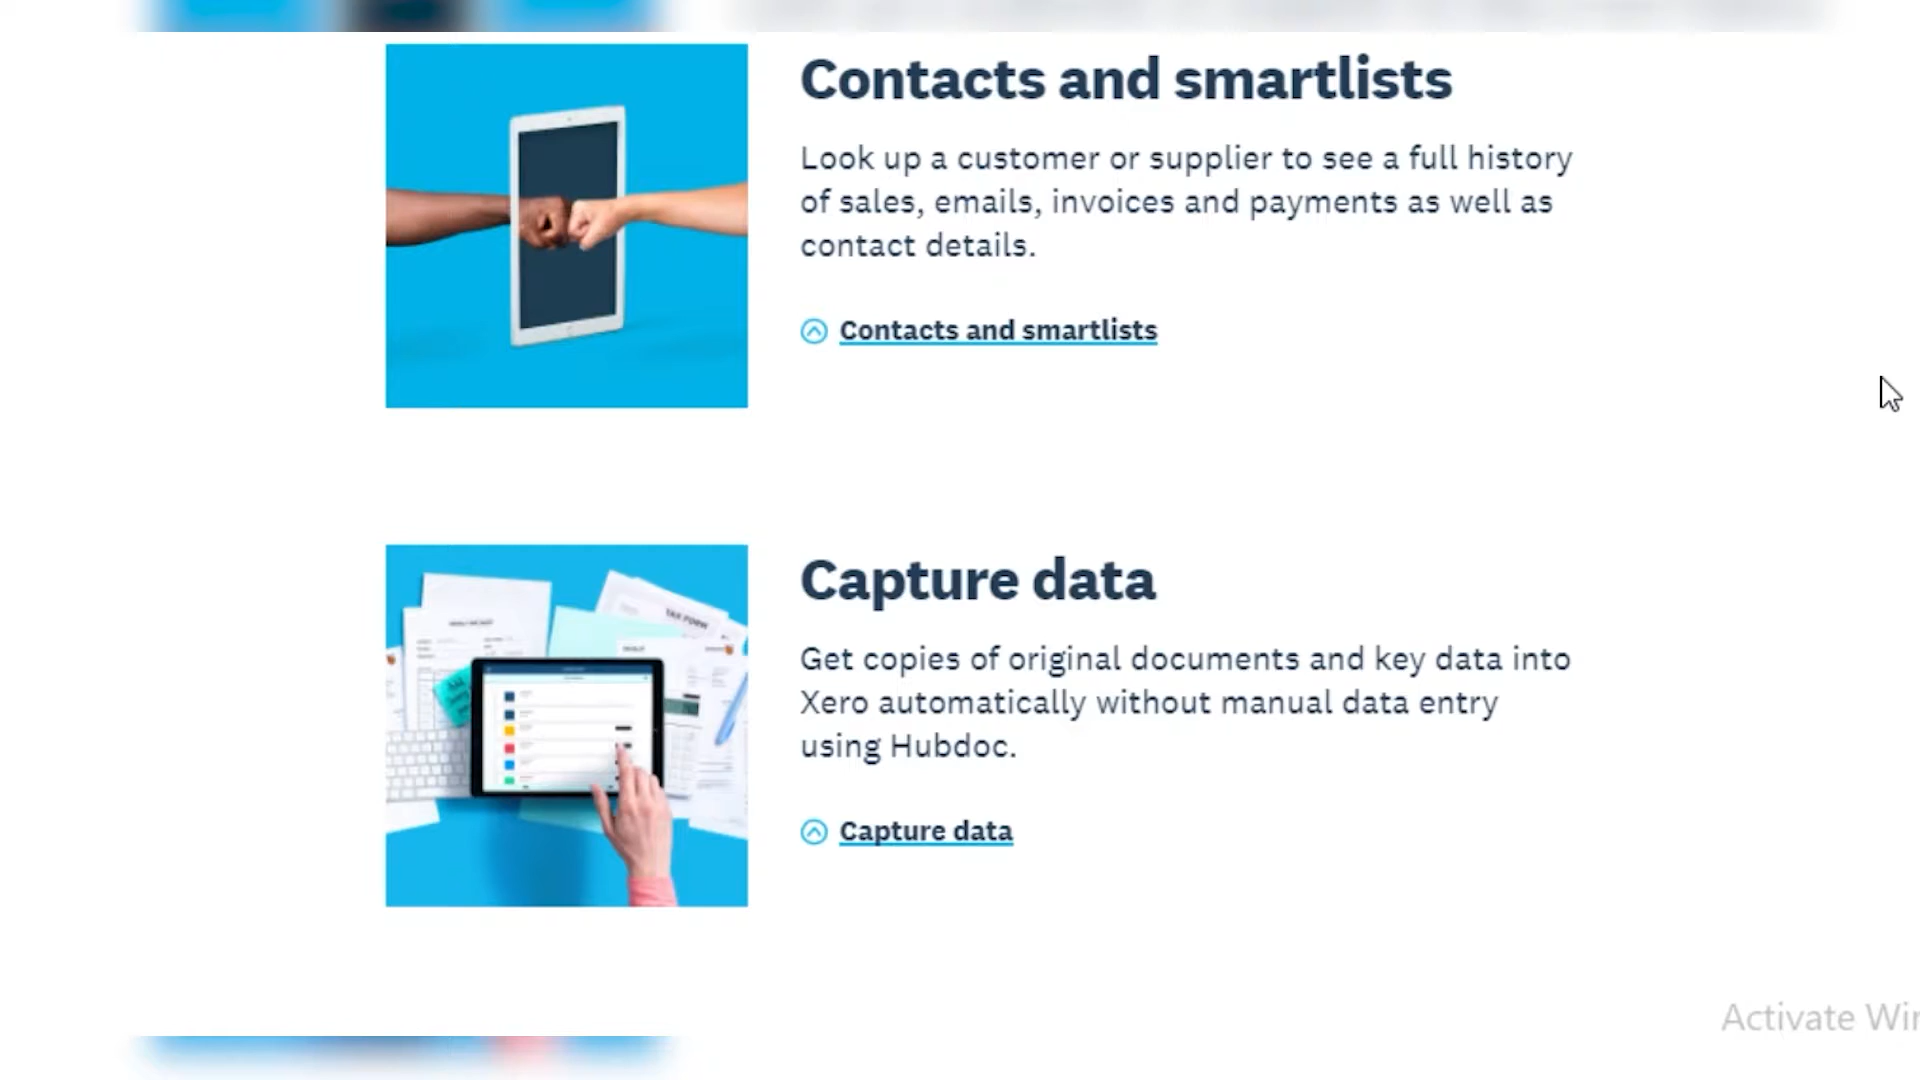 Contacts and smartlists
Look up a customer or supplier to see a full history
of sales, emails, invoices and payments as well as
contact details.
Contacts and smartlists
TAX FORM
Capture data
Get copies of original documents and key data into
Xero automatically without manual data entry
using Hubdoc.
Capture data
Activate